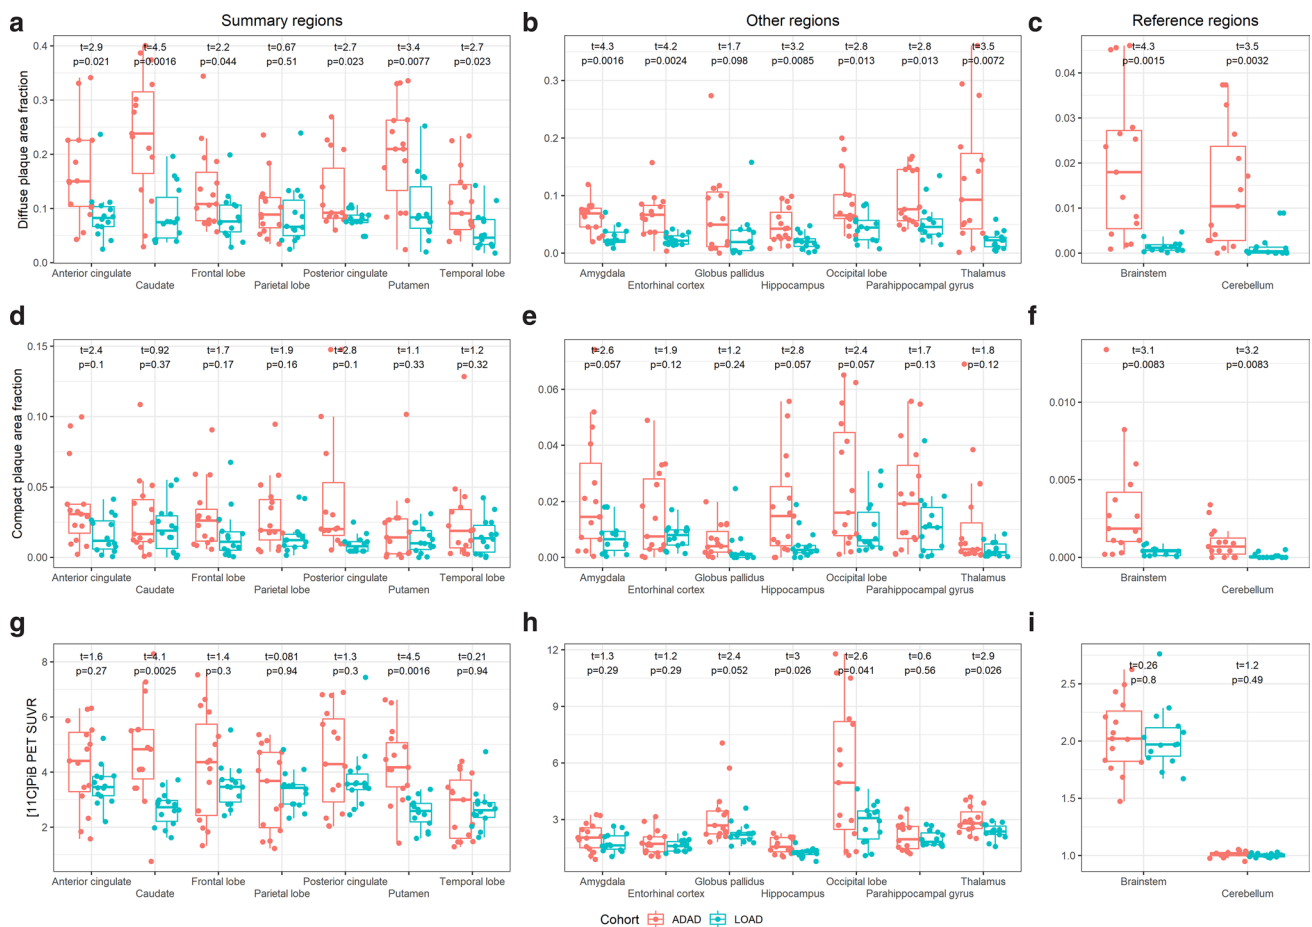 a Summary regions b Other regions c Reference regions
t=2.9 t=4.5 t=2.2 t=0.67 t=2.7 t=3.4 t=2.7
p=0.021 p=0.0016 p=0.044 p=0.51 p=0.023 p=0.0077 p=0.023
0.4
0.3
0.2
0.1
0.0
Diffuse plaque area fraction
Anterior cingulate Frontal lobe Posterior cingulate Temporal lobe
Caudate Parietal lobe Putamen
t=4.3 t=4.2 t=1.7 t=3.2 t=2.8 t=2.8 t=3.5
p=0.0016 p=0.0024 p=0.098 p=0.0085 p=0.013 p=0.013 p=0.0072
0.3
0.2
0.1
0.0
Amygdala Globus pallidus Occipital lobe Thalamus
Entorhinal cortex Hippocampus Parahippocampal gyrus
t=4.3 t=3.5
p=0.0015 p=0.0032
0.04
0.03
0.02
0.01
0.00
Brainstem
Cerebellum
d e f
t=2.4 t=0.92 t=1.7 t=1.9 t=2.8 t=1.1 t=1.2
p=0.1 p=0.37 p=0.17 p=0.16 p=0.1 p=0.33 p=0.32
0.15
0.10
0.05
0.00
Compact plaque area fraction
Anterior cingulate Frontal lobe Posterior cingulate Temporal lobe
Caudate Parietal lobe Putamen
t=2.6 t=1.9 t=1.2 t=2.8 t=2.4 t=1.7 t=1.8
p=0.057 p=0.12 p=0.24 p=0.057 p=0.057 p=0.13 p=0.12
0.06
0.04
0.02
0.00
Amygdala Globus pallidus Occipital lobe Thalamus
Entorhinal cortex Hippocampus Parahippocampal gyrus
t=3.1 t=3.2
p=0.0083 p=0.0083
0.010
0.005
0.000
Brainstem
Cerebellum
g h i
t=1.6 t=4.1 t=1.4 t=0.081 t=1.3 t=4.5 t=0.21
p=0.27 p=0.0025 p=0.3 p=0.94 p=0.3 p=0.0016 p=0.94
8
6
4
2
[11C]PiB PET SUVR
Anterior cingulate Frontal lobe Posterior cingulate Temporal lobe
Caudate Parietal lobe Putamen
t=1.3 t=1.2 t=2.4 t=3 t=2.6 t=0.6 t=2.9
p=0.29 p=0.29 p=0.052 p=0.026 p=0.041 p=0.56 p=0.026
12
9
6
3
Amygdala Globus pallidus Occipital lobe Thalamus
Entorhinal cortex Hippocampus Parahippocampal gyrus
t=0.26 t=1.2
p=0.8 p=0.49
2.5
2.0
1.5
1.0
Brainstem
Cerebellum
Cohort ADAD LOAD